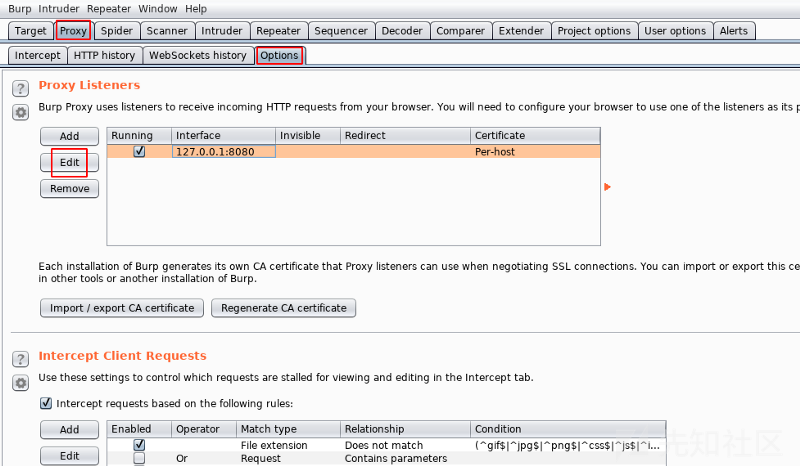 Burp Intruder Repeater Window Help
Target Proxy Spider Scanner Intruder Repeater Sequencer Decoder Comparer Extender Project options User options Alerts
Intercept HTTP history WebSockets history Options
? Proxy Listeners
Burp Proxy uses listeners to receive incoming HTTP requests from your browser. You will need to configure your browser to use one of the listeners as its p
Add Running Interface Invisible Redirect Certificate
127.0.0.1:8080 Per-host
Edit
Remove
Each installation of Burp generates its own CA certificate that Proxy listeners can use when negotiating SSL connections. You can import or export this ce
in other tools or another installation of Burp.
Import / export CA certificate Regenerate CA certificate
? Intercept Client Requests
Use these settings to control which requests are stalled for viewing and editing in the Intercept tab.
Intercept requests based on the following rules:
Add Enabled Operator Match type Relationship Condition
File extension Does not match (^gif$|^jpg$|^png$|^css$|^js$|^i...
Edit Or Request Contains parameters
先知社区